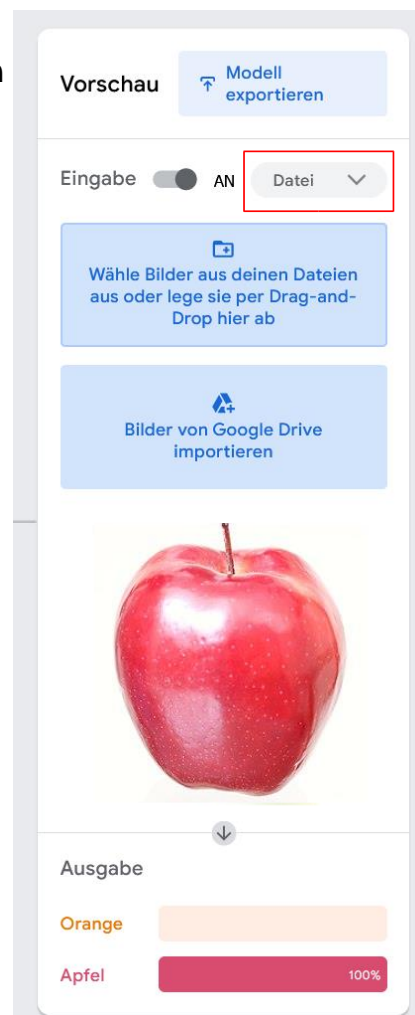 Vorschau
Modell
exportieren
Eingabe AN Datei
Wähle Bilder aus deinen Dateien
aus oder lege sie per Drag-and-
Drop hier ab
Bilder von Google Drive
importieren
Ausgabe
Orange
Apfel 100%